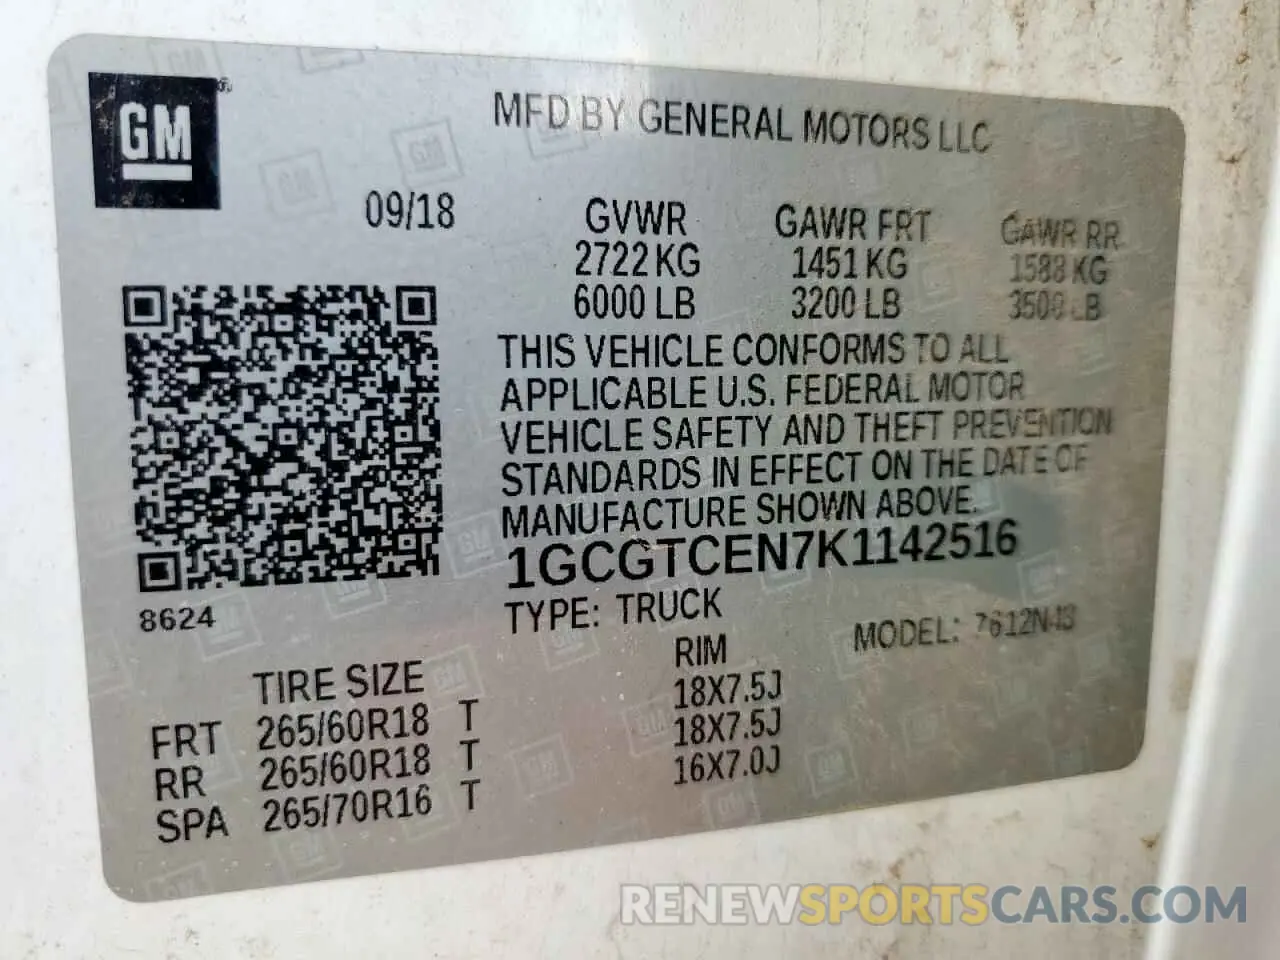 GM
MFD BY GENERAL MOTORS LLC
09/18 GVWR GAWR FRT GAWR RR
2722 KG 1451 KG 1588 KG
6000 LB 3200 LB 3500 LB
THIS VEHICLE CONFORMS TO ALL
APPLICABLE U.S. FEDERAL MOTOR
VEHICLE SAFETY AND THEFT PREVENTION
STANDARDS IN EFFECT ON THE DATE OF
MANUFACTURE SHOWN ABOVE.
1GCGTCEN7K1142516
8624
TYPE: TRUCK MODEL:
TIRE SIZE RIM
FRT 265/60R18 T 18X7.5J
RR 265/60R18 T 18X7.5J
SPA 265/70R16 T 16X7.0J
RENEWSPORTSCARS.COM